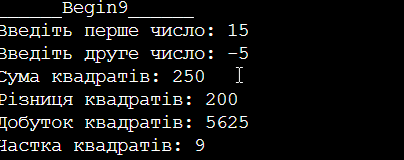 ______Begin9______
Введіть перше число: 15
Введіть друге число: -5
Сума квадратів: 250
Різниця квадратів: 200
Добуток квадратів: 5625
Частка квадратів: 9